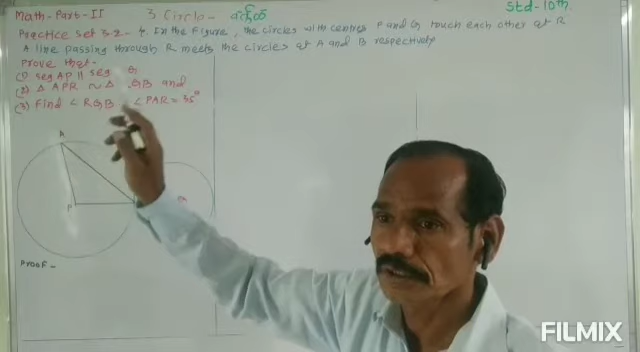 Math-Part-II 3 Circle- वर्तुळ Std-10th.
Practice set 3.2- 4. In the Figure, the circles with centres P and Q touch each other at R
A line passing through R meets the circles at A and B respectively
Prove that-
(1) seg AP || seg
(2) △ APR ~ △ and
(3) Find ∠ ∠ PAR = 35°
A
P
PROOF-
FILMIX